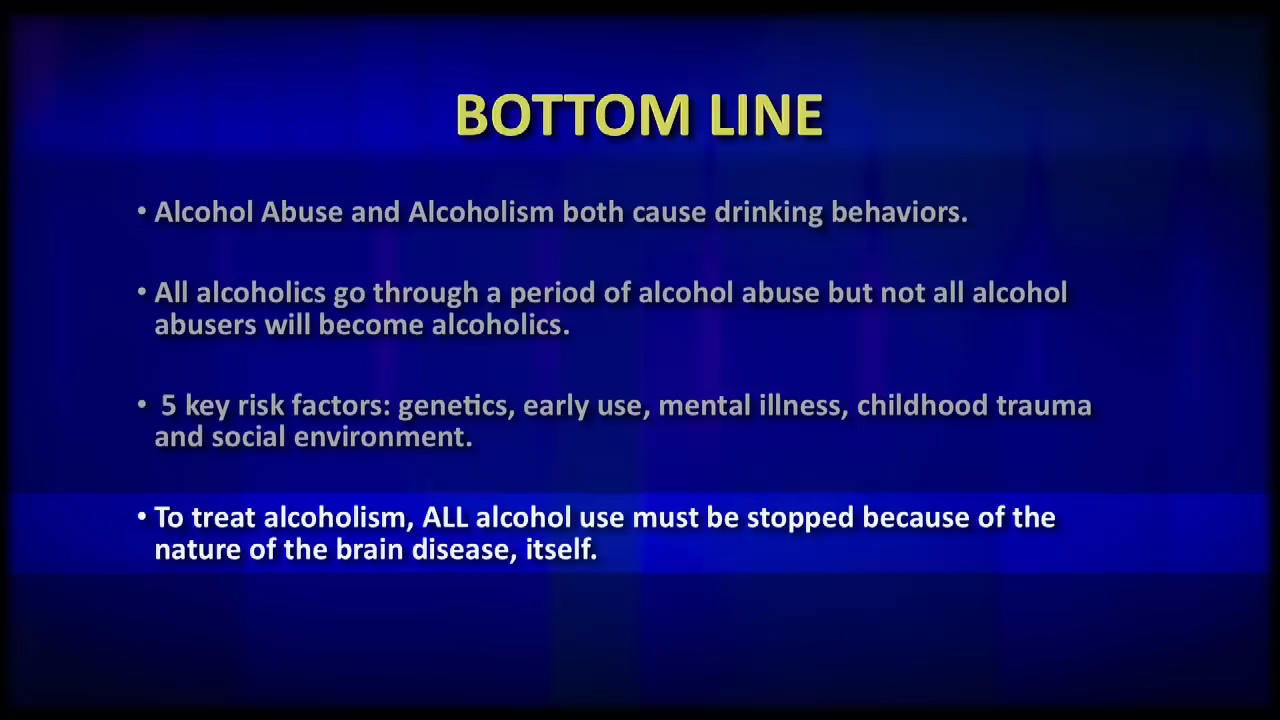 BOTTOM LINE
• Alcohol Abuse and Alcoholism both cause drinking behaviors.
• All alcoholics go through a period of alcohol abuse but not all alcohol
abusers will become alcoholics.
• 5 key risk factors: genetics, early use, mental illness, childhood trauma
and social environment.
• To treat alcoholism, ALL alcohol use must be stopped because of the
nature of the brain disease, itself.